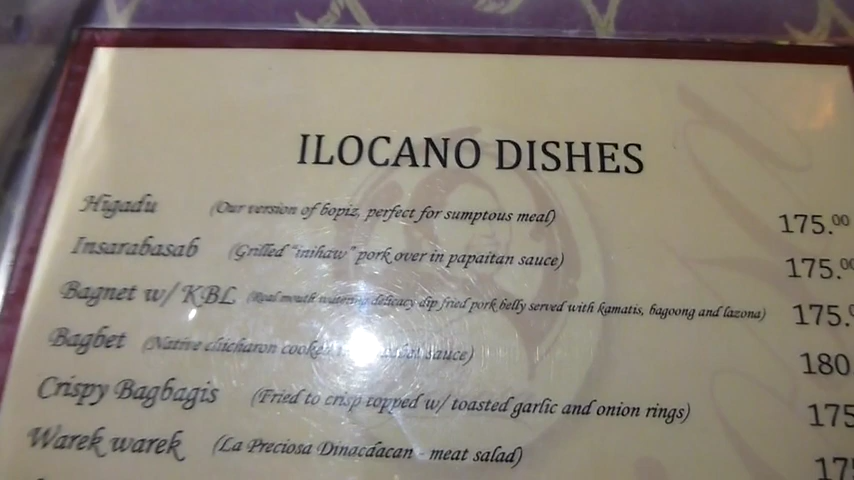 ILOCANO DISHES
Higadu (Our version of bopiz, perfect for sumptous meal) 175.00
Insarabasab (Grilled "inihaw" pork over in papaitan sauce) 175.00
Bagnet w/ KBL (Real mouth watering delicacy dip fried pork belly served with kamatis, bagoong and lazona) 175.
Bagbet (Native chicharon cooked sauce) 180
Crispy Bagbagis (Fried to crisp topped w/ toasted garlic and onion rings) 175
Warek warek (La Preciosa Dinacdacan - meat salad)